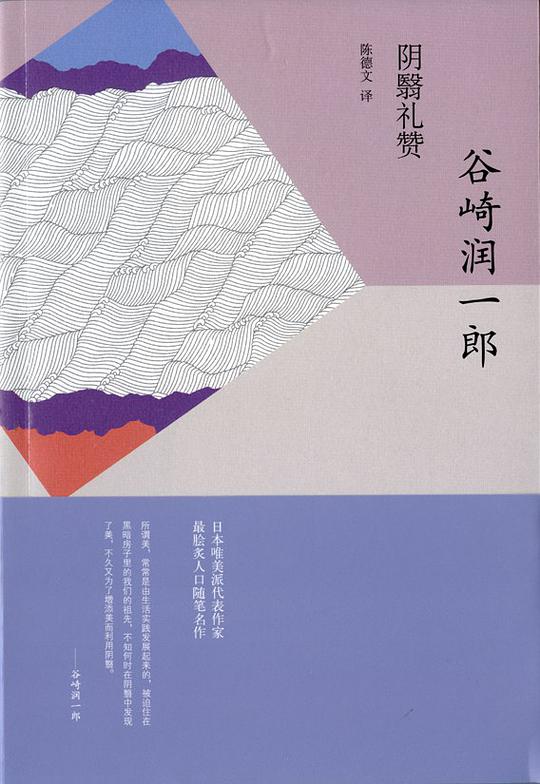 谷崎润一郎
阴翳礼赞
陈德文 译
日本唯美派代表作家
最脍炙人口随笔名作
所谓美，常常是由生活实践发展起来的，被迫住在
黑暗房子里的我们的祖先，不知何时在阴翳中发现
了美，不久又为了增添美而利用阴翳。
——谷崎润一郎